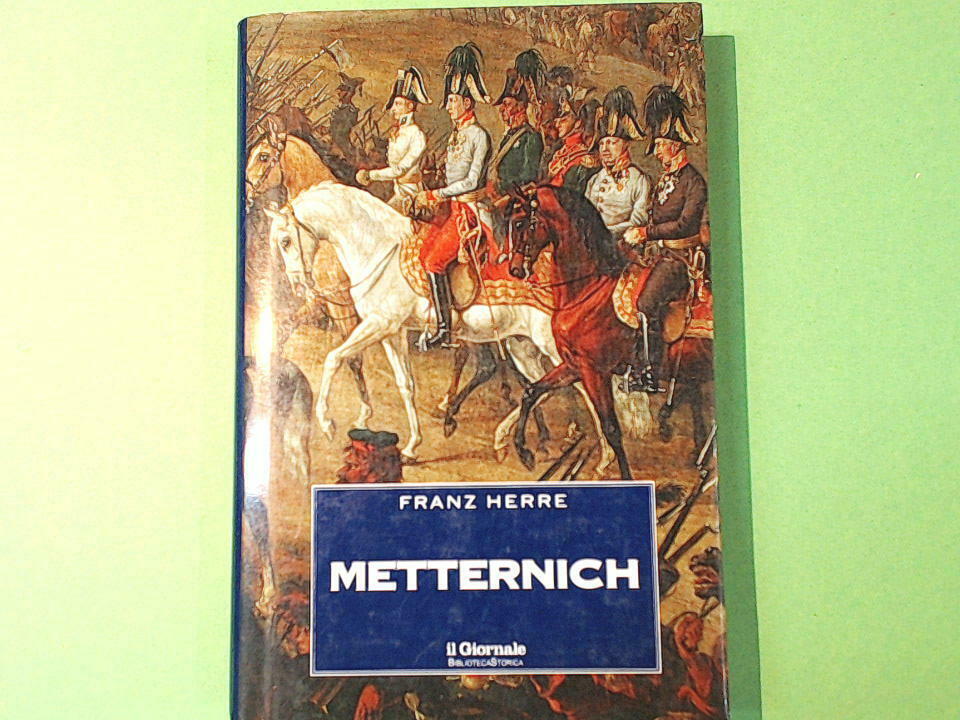 FRANZ HERRE
METTERNICH
il Giornale
BIBLIOTECASTORICA